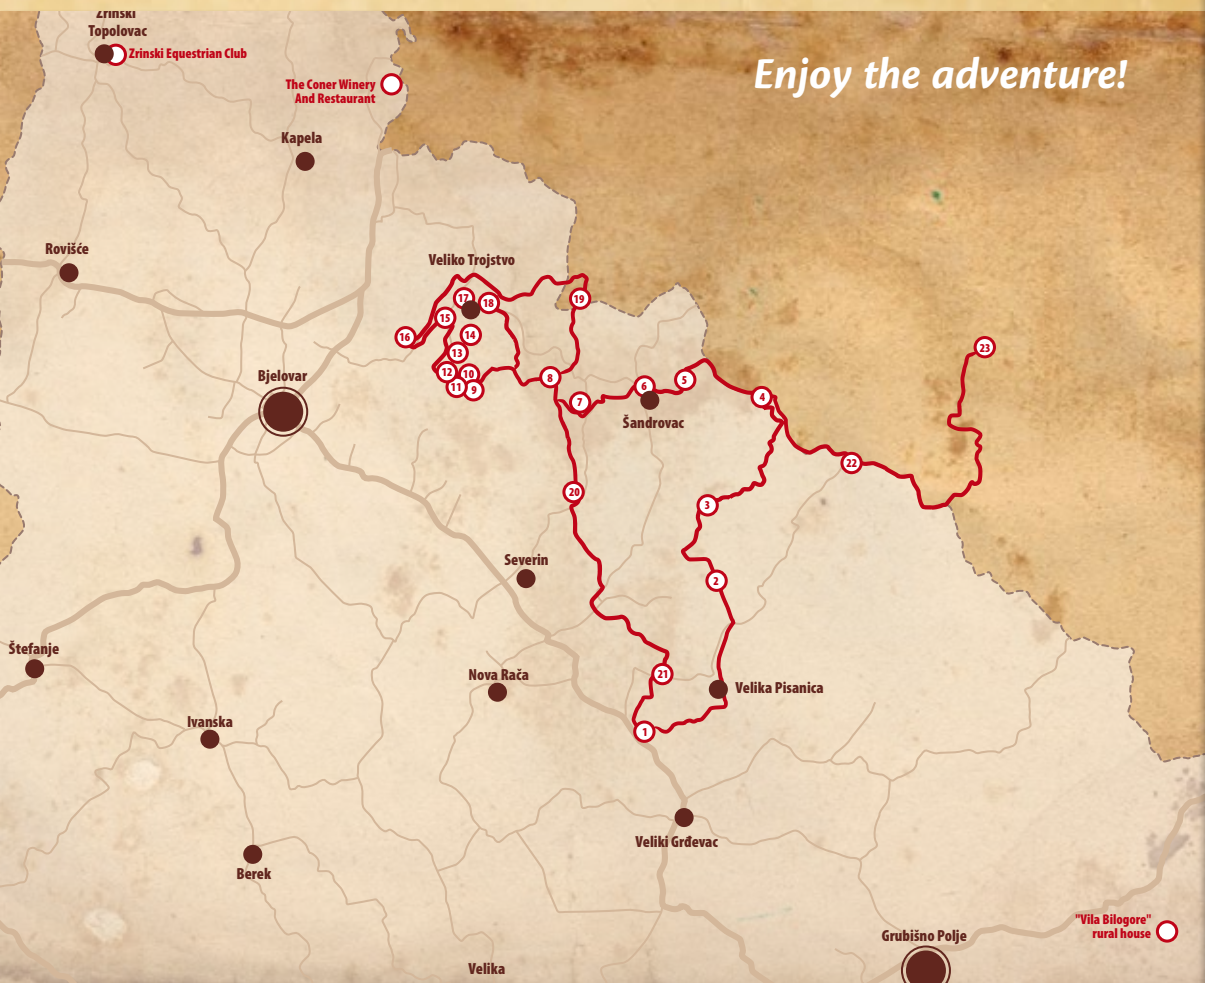 Zrinski
Topolovac
Zrinski Equestrian Club
Enjoy the adventure!
The Coner Winery
And Restaurant
Kapela
Rovišće
Veliko Trojstvo
17
18
19
15
16
14
23
13
12
10
11
9
8
Bjelovar
6
5
7
4
Šandrovac
22
20
3
Severin
2
Štefanje
Nova Rača
21
Velika Pisanica
Ivanska
1
Veliki Grđevac
Berek
"Vila Bilogore"
rural house
Grubišno Polje
Velika